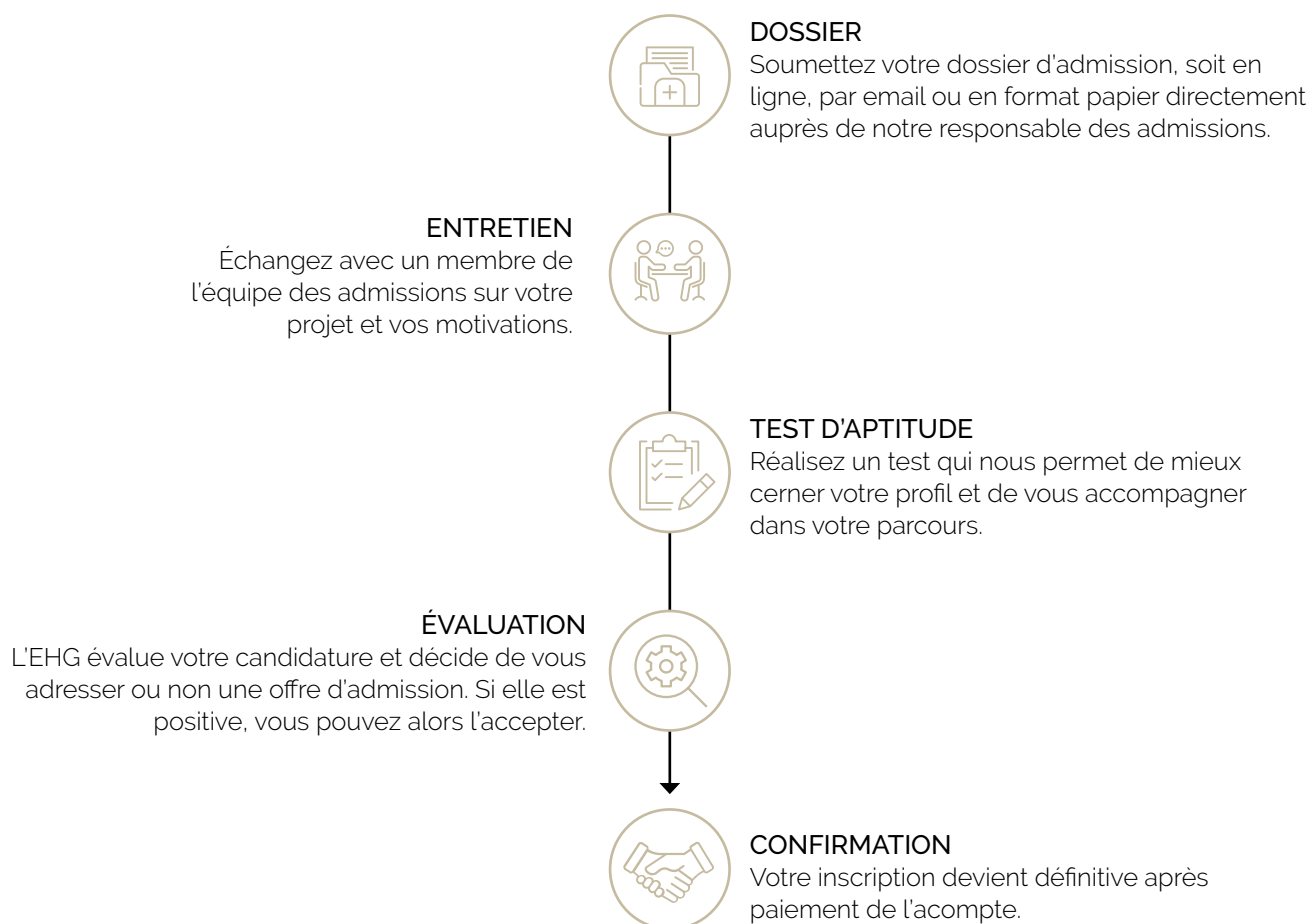 DOSSIER
Soumettez votre dossier d’admission, soit en
ligne, par email ou en format papier directement
auprès de notre responsable des admissions.
ENTRETIEN
Échangez avec un membre de
l’équipe des admissions sur votre
projet et vos motivations.
TEST D’APTITUDE
Réalisez un test qui nous permet de mieux
cerner votre profil et de vous accompagner
dans votre parcours.
ÉVALUATION
L’EHG évalue votre candidature et décide de vous
adresser ou non une offre d’admission. Si elle est
positive, vous pouvez alors l’accepter.
CONFIRMATION
Votre inscription devient définitive après
paiement de l’acompte.